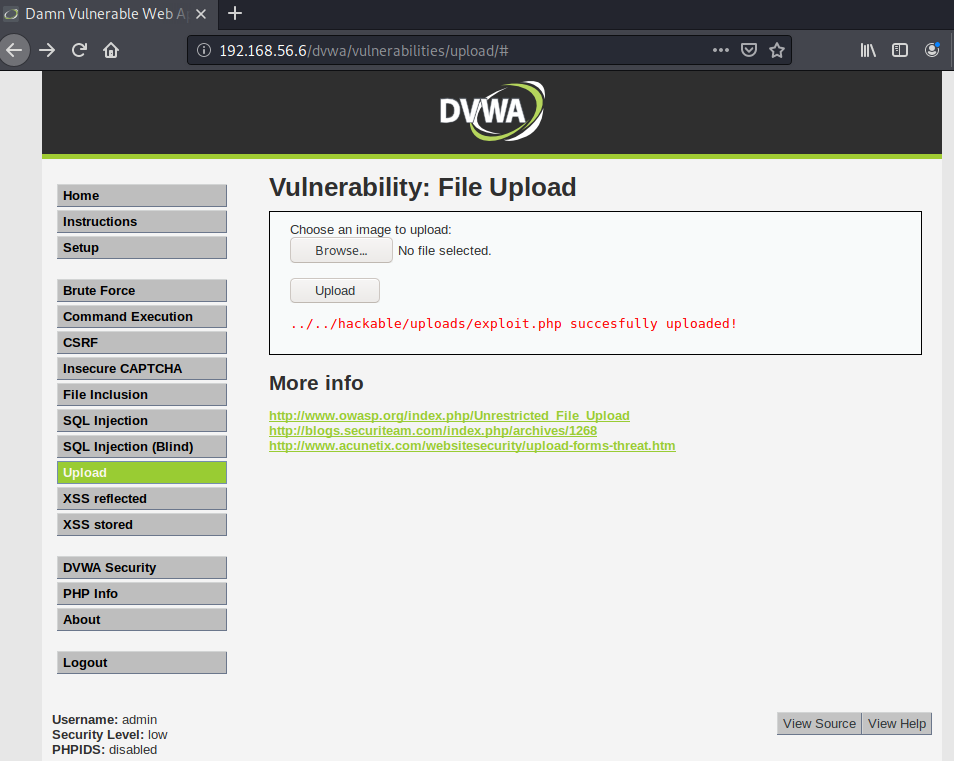 Damn Vulnerable Web Ap
192.168.56.6/dvwa/vulnerabilities/upload/#
DVWA
Home
Instructions
Setup
Brute Force
Command Execution
CSRF
Insecure CAPTCHA
File Inclusion
SQL Injection
SQL Injection (Blind)
Upload
XSS reflected
XSS stored
DVWA Security
PHP Info
About
Logout
Vulnerability: File Upload
Choose an image to upload:
Browse... No file selected.
Upload
../../hackable/uploads/exploit.php succesfully uploaded!
More info
http://www.owasp.org/index.php/Unrestricted_File_Upload
http://blogs.securiteam.com/index.php/archives/1268
http://www.acunetix.com/websitesecurity/upload-forms-threat.htm
Username: admin
Security Level: low
PHPIDS: disabled
View Source View Help